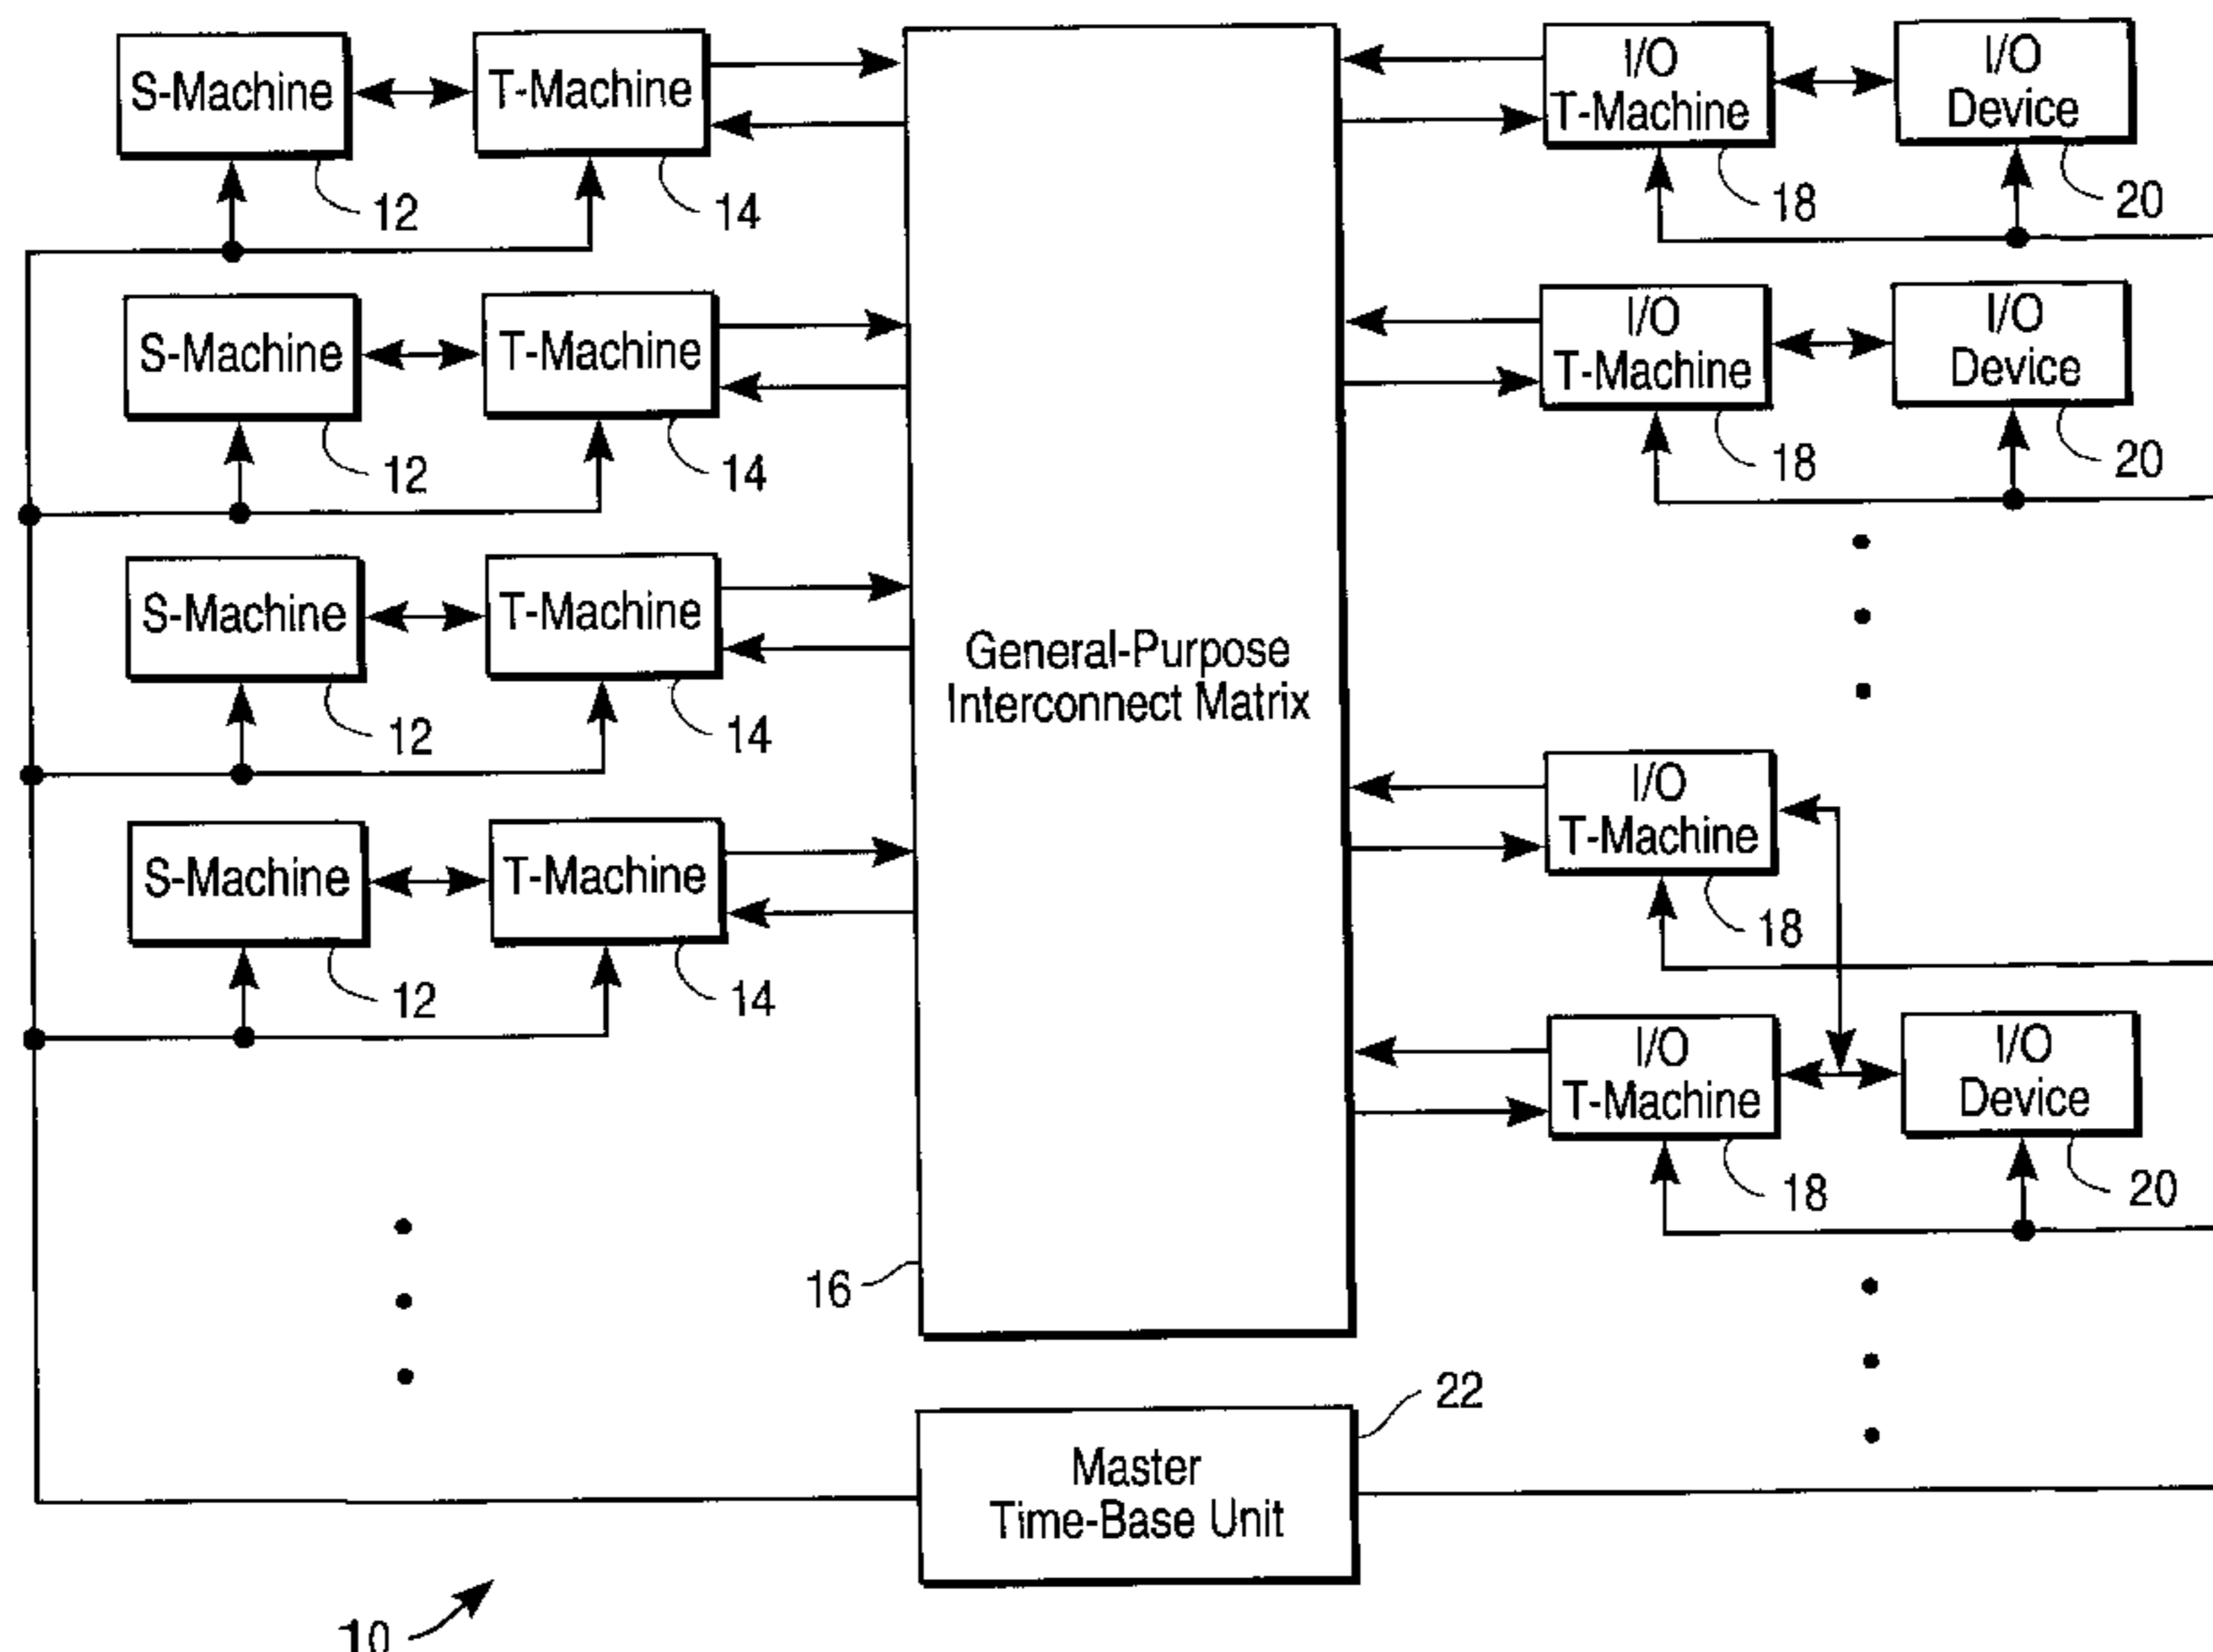 S-Machine
12
T-Machine
14
I/O
T-Machine
18
I/O
Device
20
S-Machine
12
T-Machine
14
I/O
T-Machine
18
I/O
Device
20
S-Machine
12
T-Machine
14
General-Purpose
Interconnect Matrix
16
I/O
T-Machine
18
S-Machine
12
T-Machine
14
I/O
T-Machine
18
I/O
Device
20
Master
Time-Base Unit
22
10